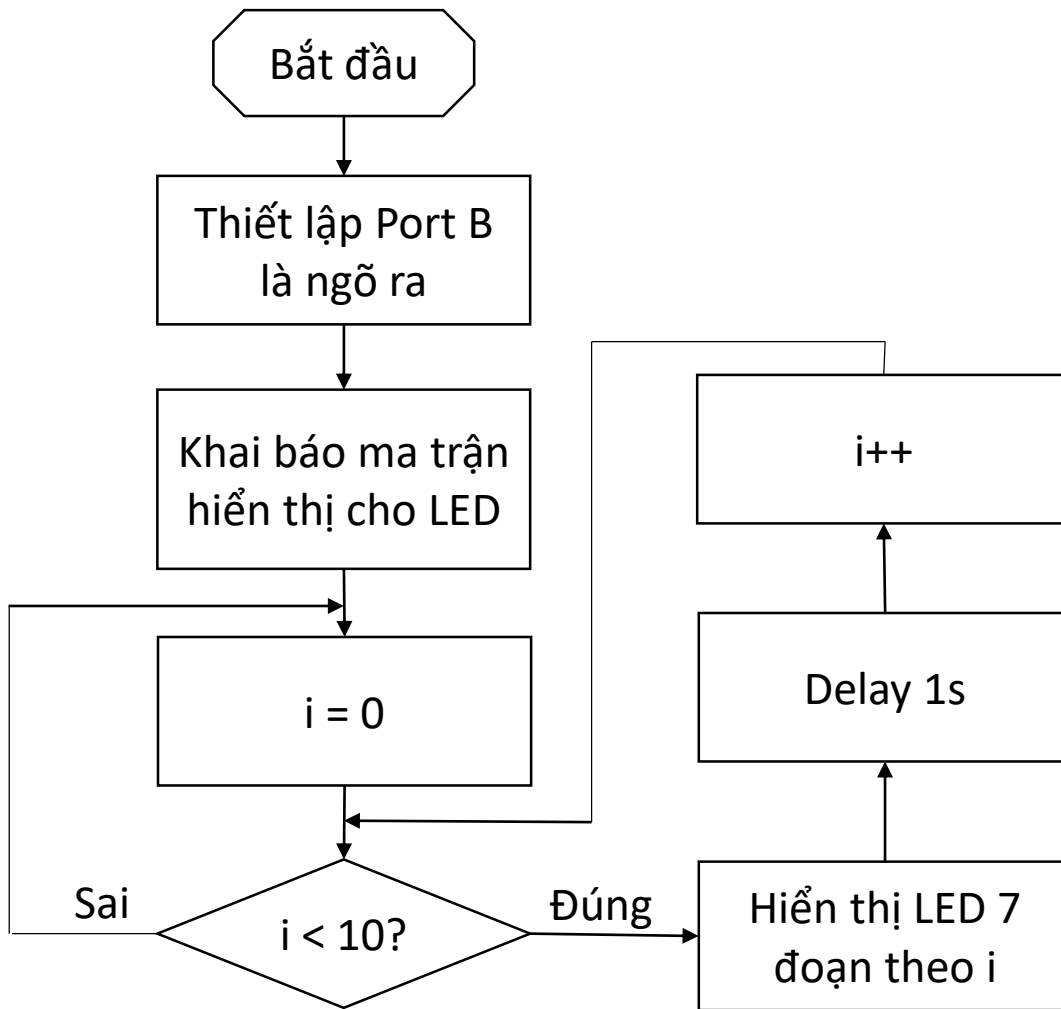 Bắt đầu
Thiết lập Port B
là ngõ ra
Khai báo ma trận
hiển thị cho LED
i = 0
i < 10?
Sai
Đúng
Hiển thị LED 7
đoạn theo i
Delay 1s
i++